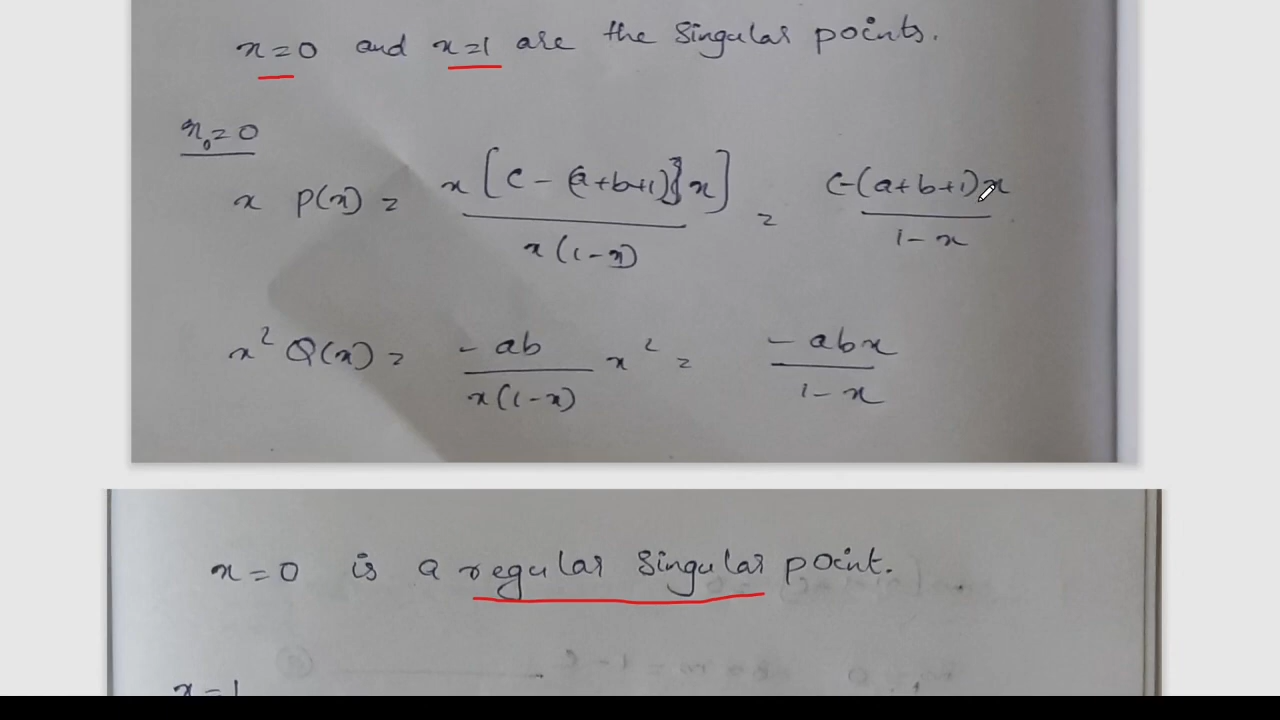 x=0 and x=1 are the singular points.
x₀=0
x P(x) = x[c-{(a+b+1)}x] / x(1-x) = c-(a+b+1)x / 1-x
x² Q(x) = -ab / x(1-x) x² = -abx / 1-x
x=0 is a regular singular point.
x=1